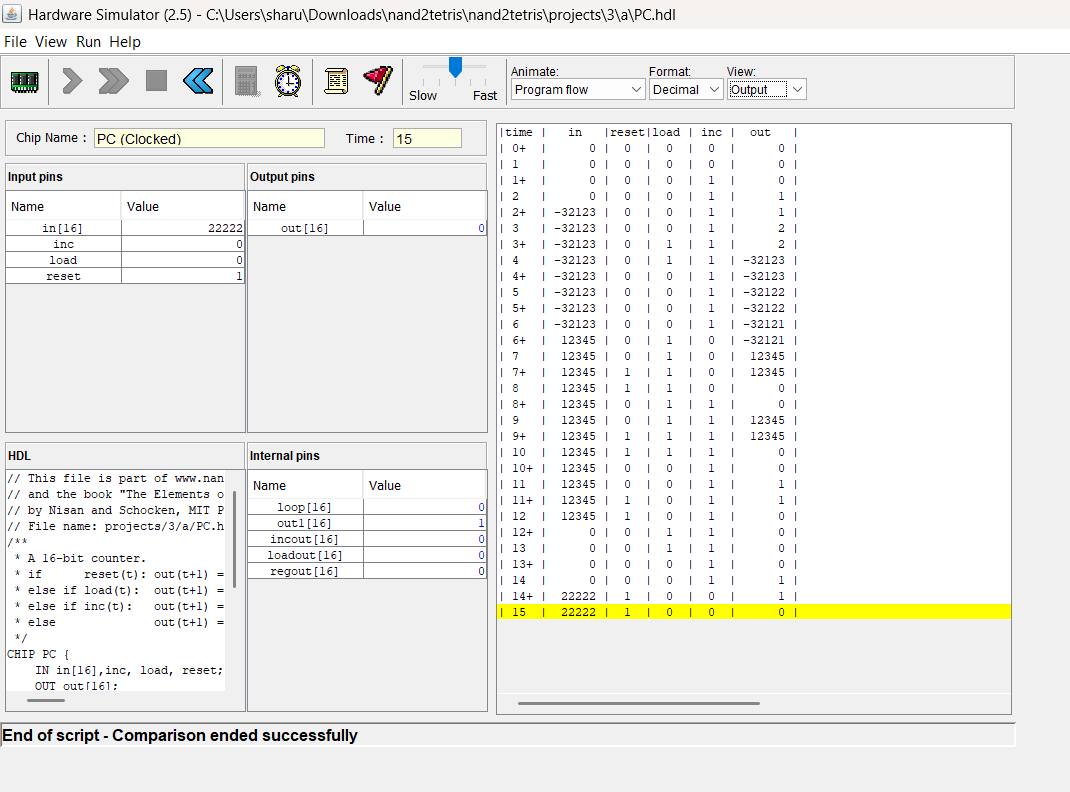 Hardware Simulator (2.5) - C:\Users\sharu\Downloads\nand2tetris\nand2tetris\projects\3\a\PC.hdl
File View Run Help
Slow Fast
Animate: Format: View:
Program flow Decimal Output
Chip Name : PC (Clocked) Time : 15
Input pins
Name Value
in[16] 22222
inc 0
load 0
reset 1
Output pins
Name Value
out[16] 0
HDL
// This file is part of www.nan
// and the book "The Elements o
// by Nisan and Schocken, MIT P
// File name: projects/3/a/PC.h
/**
* A 16-bit counter.
* if reset(t): out(t+1) =
* else if load(t): out(t+1) =
* else if inc(t): out(t+1) =
* else out(t+1) =
*/
CHIP PC {
IN in[16],inc, load, reset;
OUT out[16];
Internal pins
Name Value
loop[16] 0
out1[16] 1
incout[16] 0
loadout[16] 0
regout[16] 0
|time | in |reset|load | inc | out |
| 0+ | 0 | 0 | 0 | 0 | 0 |
| 1 | 0 | 0 | 0 | 0 | 0 |
| 1+ | 0 | 0 | 0 | 1 | 0 |
| 2 | 0 | 0 | 0 | 1 | 1 |
| 2+ | -32123 | 0 | 0 | 1 | 1 |
| 3 | -32123 | 0 | 0 | 1 | 2 |
| 3+ | -32123 | 0 | 1 | 1 | 2 |
| 4 | -32123 | 0 | 1 | 1 | -32123 |
| 4+ | -32123 | 0 | 0 | 1 | -32123 |
| 5 | -32123 | 0 | 0 | 1 | -32122 |
| 5+ | -32123 | 0 | 0 | 1 | -32122 |
| 6 | -32123 | 0 | 0 | 1 | -32121 |
| 6+ | 12345 | 0 | 1 | 0 | -32121 |
| 7 | 12345 | 0 | 1 | 0 | 12345 |
| 7+ | 12345 | 1 | 1 | 0 | 12345 |
| 8 | 12345 | 1 | 1 | 0 | 0 |
| 8+ | 12345 | 0 | 1 | 1 | 0 |
| 9 | 12345 | 0 | 1 | 1 | 12345 |
| 9+ | 12345 | 1 | 1 | 1 | 12345 |
| 10 | 12345 | 1 | 1 | 1 | 0 |
| 10+ | 12345 | 0 | 0 | 1 | 0 |
| 11 | 12345 | 0 | 0 | 1 | 1 |
| 11+ | 12345 | 1 | 0 | 1 | 1 |
| 12 | 12345 | 1 | 0 | 1 | 0 |
| 12+ | 0 | 0 | 1 | 1 | 0 |
| 13 | 0 | 0 | 1 | 1 | 0 |
| 13+ | 0 | 0 | 0 | 1 | 0 |
| 14 | 0 | 0 | 0 | 1 | 1 |
| 14+ | 22222 | 1 | 0 | 0 | 1 |
| 15 | 22222 | 1 | 0 | 0 | 0 |
End of script - Comparison ended successfully